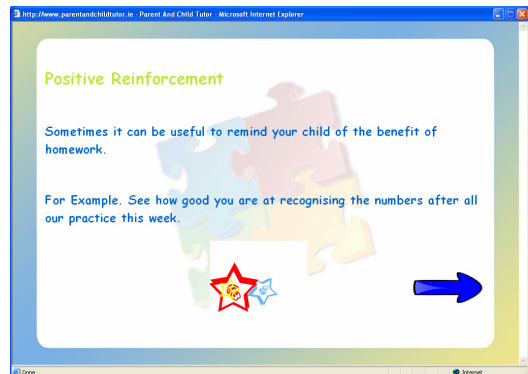 http://www.parentandchildtutor.ie - Parent And Child Tutor - Microsoft Internet Explorer
Positive Reinforcement
Sometimes it can be useful to remind your child of the benefit of
homework.
For Example. See how good you are at recognising the numbers after all
our practice this week.
Done
Internet